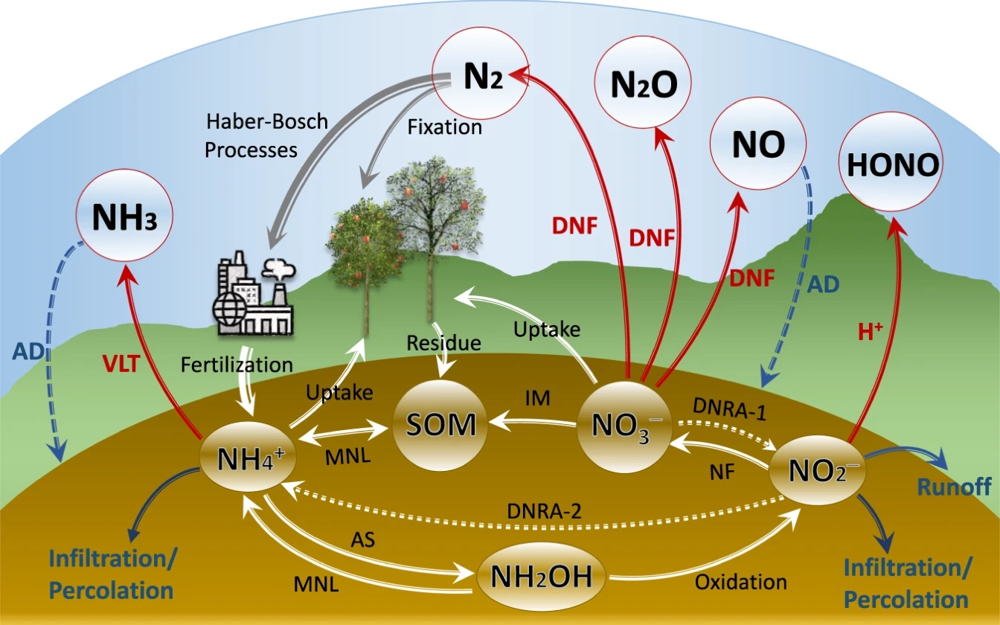 N2
N2O
NO
HONO
Haber-Bosch
Processes
Fixation
NH3
DNF
DNF
DNF
AD
H+
AD
VLT
Fertilization
Uptake
Residue
Uptake
SOM
IM
NO3−
DNRA-1
NH4+
MNL
NF
NO2−
Runoff
DNRA-2
AS
MNL
NH2OH
Oxidation
Infiltration/
Percolation
Infiltration/
Percolation